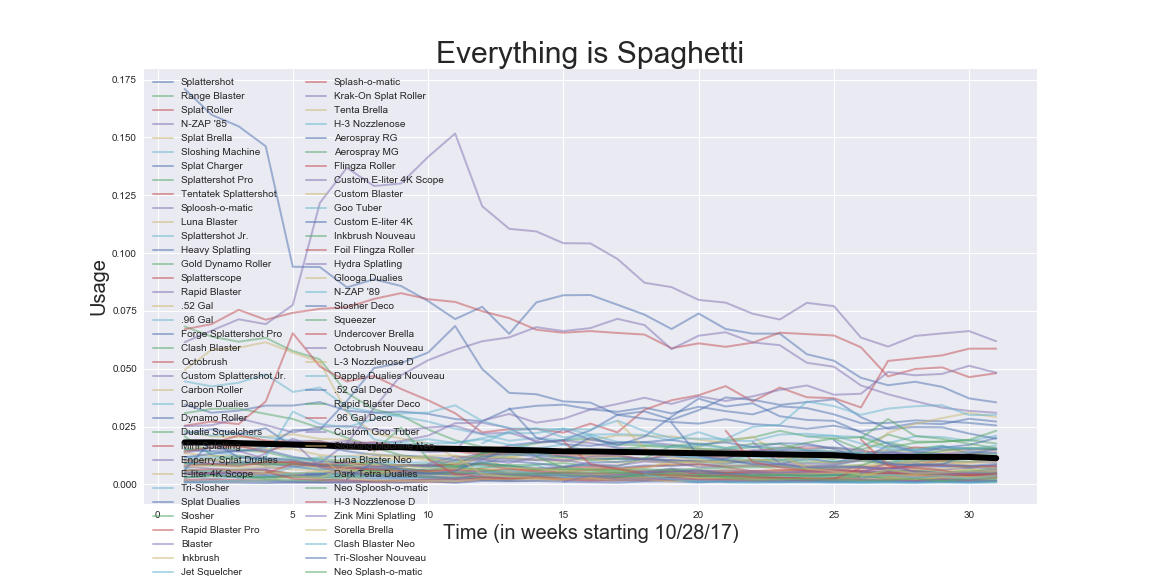 Everything is Spaghetti
Usage
0.175
0.150
0.125
0.100
0.075
0.050
0.025
0.000
Splattershot
Range Blaster
Splat Roller
N-ZAP '85
Splat Brella
Sloshing Machine
Splat Charger
Splattershot Pro
Tentatek Splattershot
Sploosh-o-matic
Luna Blaster
Splattershot Jr.
Heavy Splatling
Gold Dynamo Roller
Splatterscope
Rapid Blaster
.52 Gal
.96 Gal
Forge Splattershot Pro
Clash Blaster
Octobrush
Custom Splattershot Jr.
Carbon Roller
Dapple Dualies
Dynamo Roller
Dualie Squelchers
Mini Splatling
Enperry Splat Dualies
E-liter 4K Scope
Tri-Slosher
Splat Dualies
Slosher
Rapid Blaster Pro
Blaster
Inkbrush
Jet Squelcher
Splash-o-matic
Krak-On Splat Roller
Tenta Brella
H-3 Nozzlenose
Aerospray RG
Aerospray MG
Flingza Roller
Custom E-liter 4K Scope
Custom Blaster
Goo Tuber
Custom E-liter 4K
Inkbrush Nouveau
Foil Flingza Roller
Hydra Splatling
Glooga Dualies
N-ZAP '89
Slosher Deco
Squeezer
Undercover Brella
Octobrush Nouveau
L-3 Nozzlenose D
Dapple Dualies Nouveau
.52 Gal Deco
Rapid Blaster Deco
.96 Gal Deco
Custom Goo Tuber
Neo
Luna Blaster Neo
Dark Tetra Dualies
Neo Sploosh-o-matic
H-3 Nozzlenose D
Zink Mini Splatling
Sorella Brella
Clash Blaster Neo
Tri-Slosher Nouveau
Neo Splash-o-matic
0 5 10 15 20 25 30
Time (in weeks starting 10/28/17)